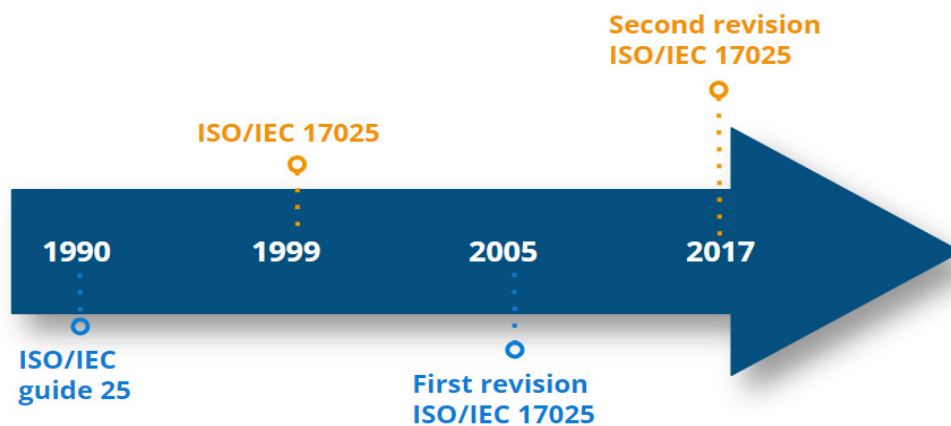 Second revision
ISO/IEC 17025
ISO/IEC 17025
1990
1999
2005
2017
ISO/IEC
guide 25
First revision
ISO/IEC 17025